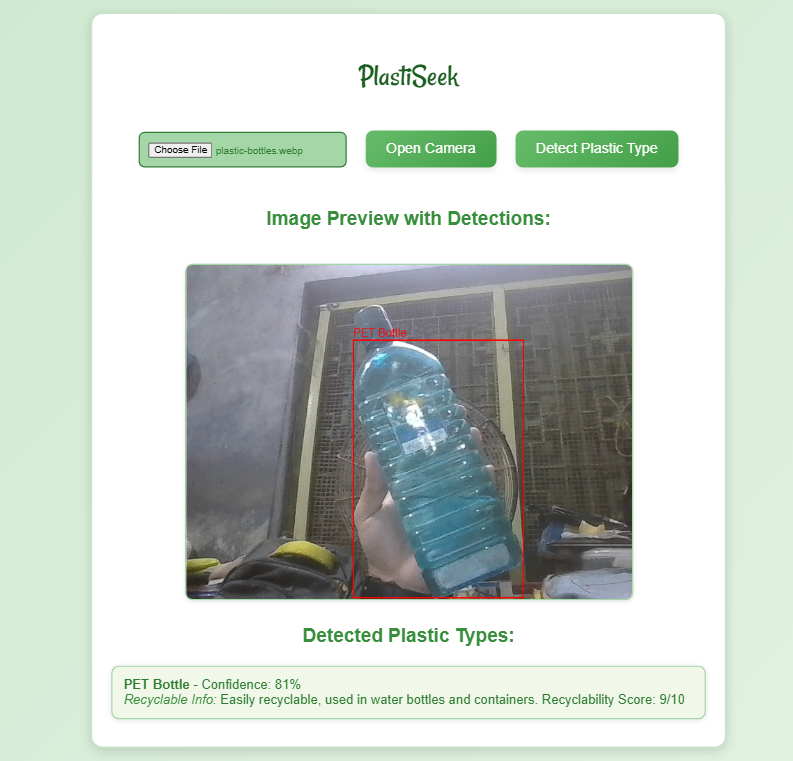 PlastiSeek
Choose File plastic-bottles.webp
Open Camera
Detect Plastic Type
Image Preview with Detections:
PET Bottle
Detected Plastic Types:
PET Bottle - Confidence: 81%
Recyclable Info: Easily recyclable, used in water bottles and containers. Recyclability Score: 9/10